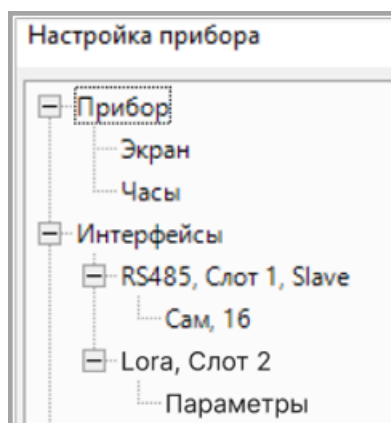 Настройка прибора
Прибор
Экран
Часы
Интерфейсы
RS485, Слот 1, Slave
Сам, 16
Lora, Слот 2
Параметры